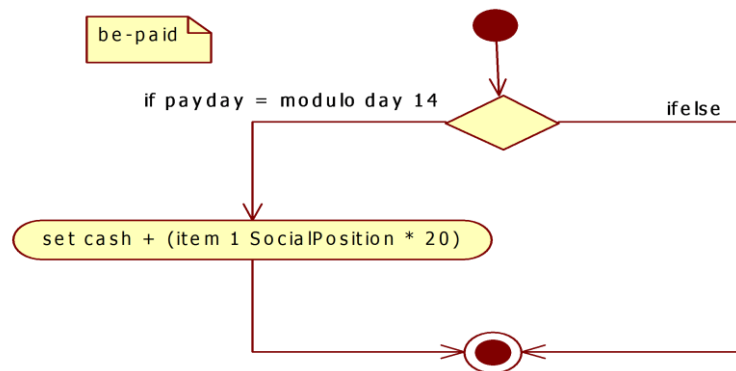 be-paid
if payday = modulo day 14
ifelse
set cash + (item 1 SocialPosition * 20)